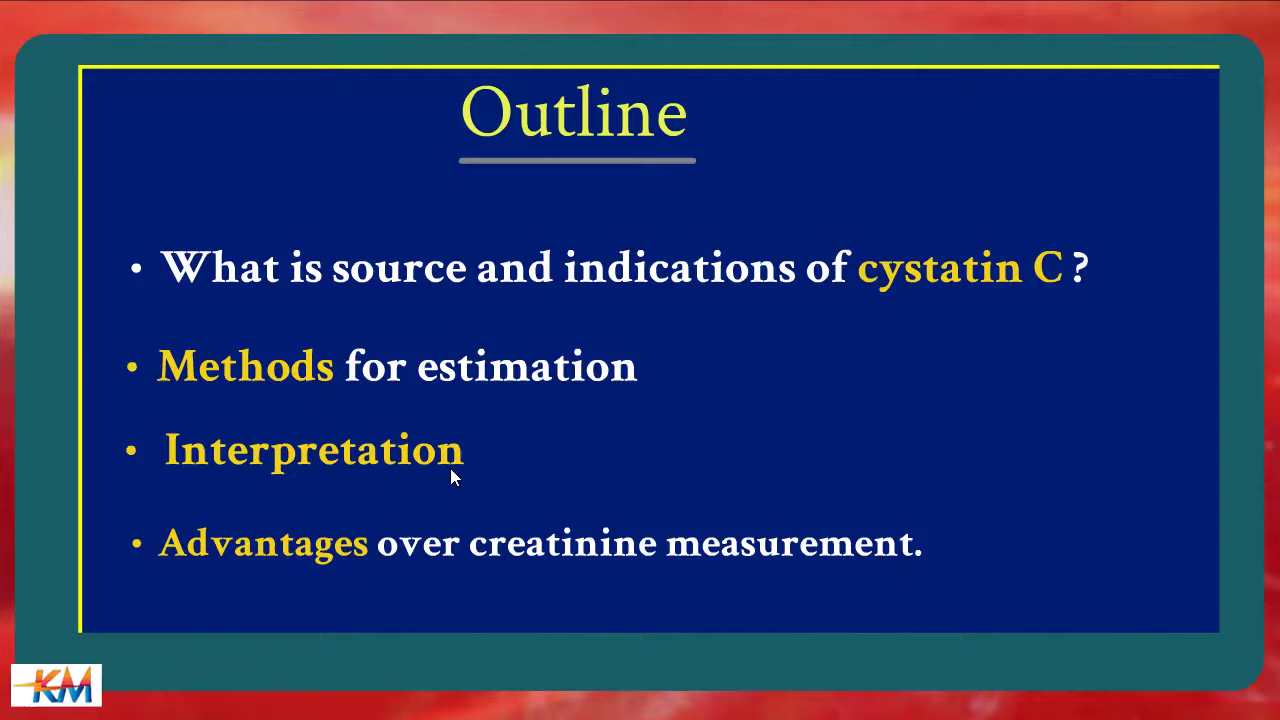 Outline
• What is source and indications of cystatin C ?
• Methods for estimation
• Interpretation
• Advantages over creatinine measurement.
KM